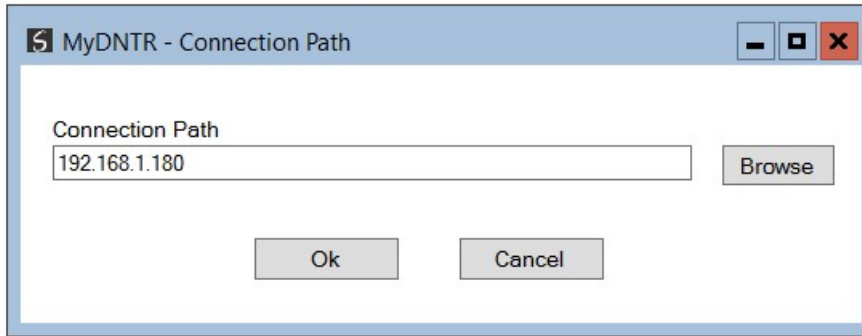 MyDNTR - Connection Path
Connection Path
192.168.1.180
Browse
Ok
Cancel